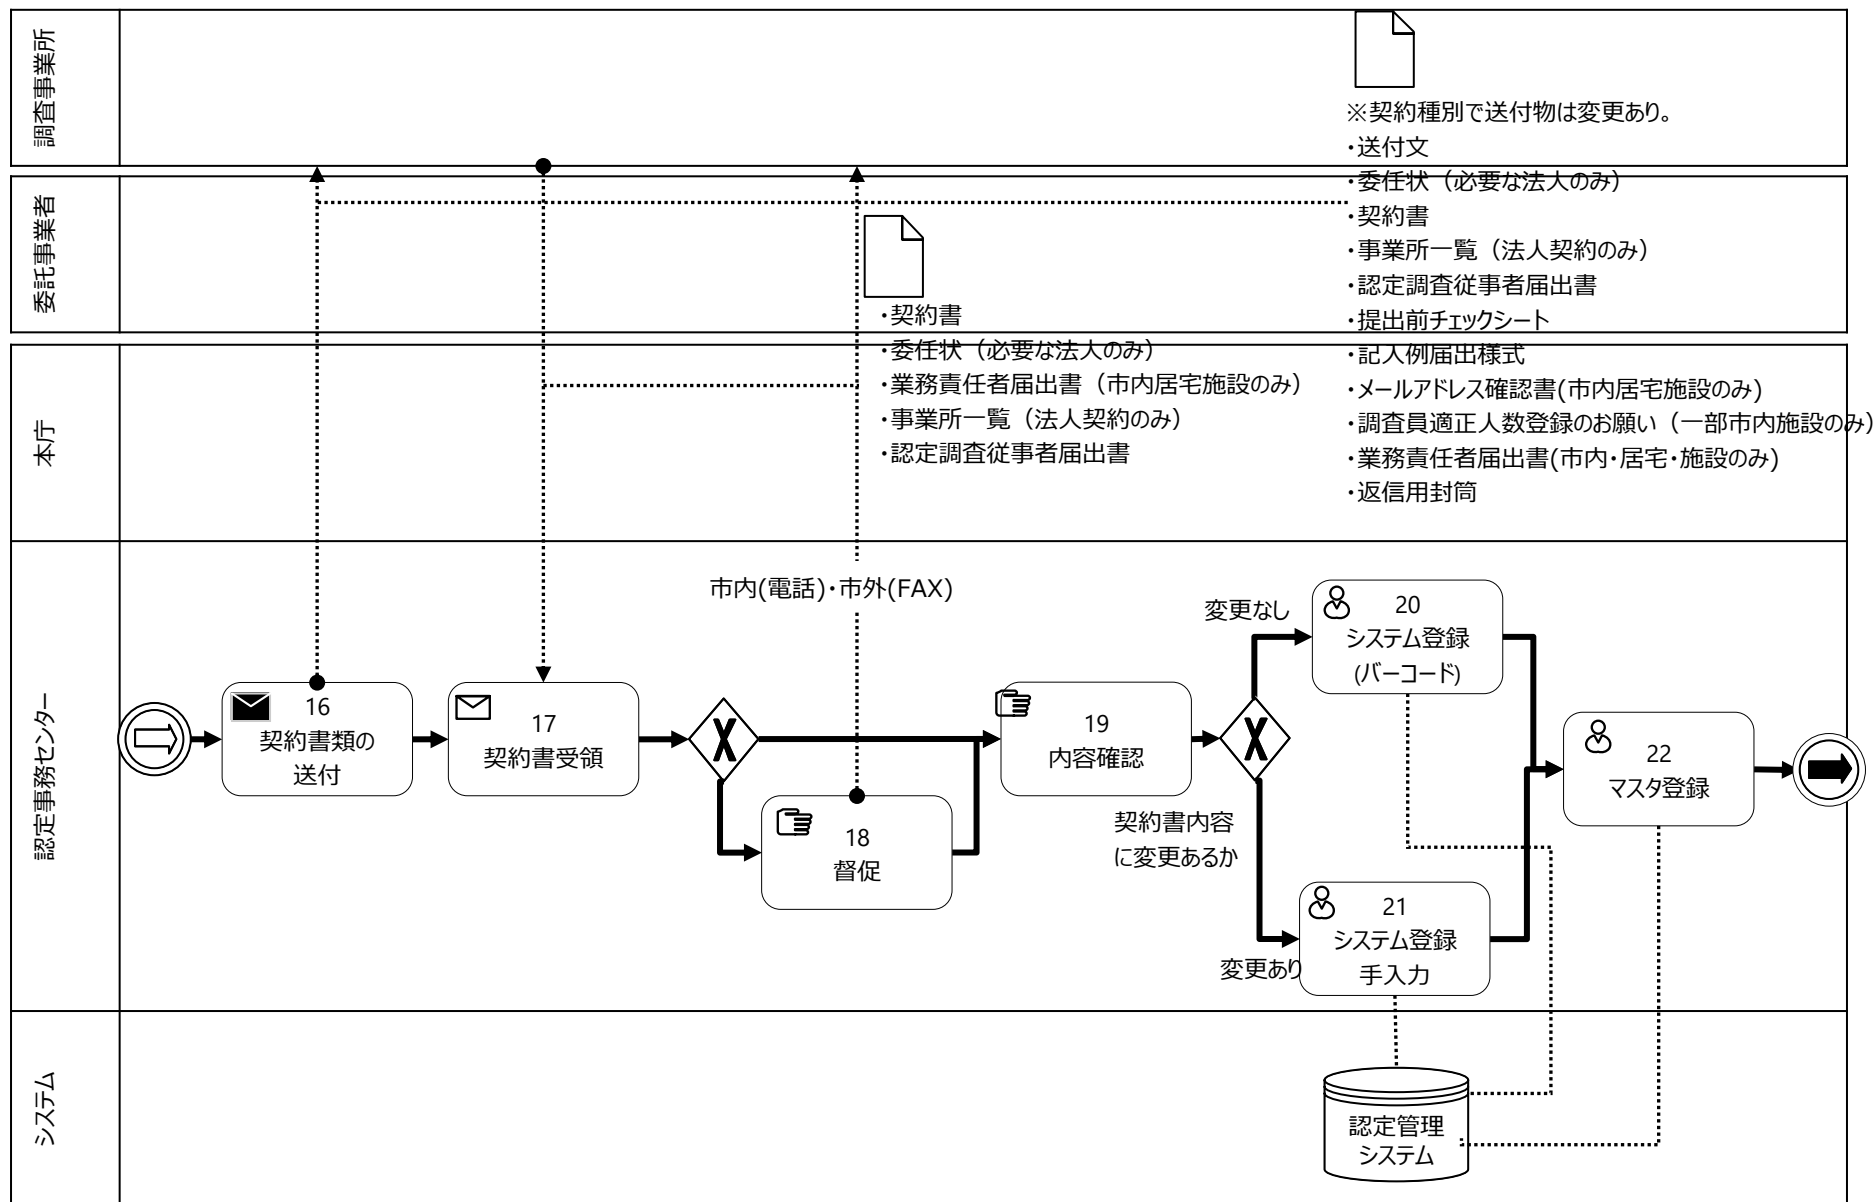 調査事業所
※契約種別で送付物は変更あり。
・送付文
・委任状（必要な法人のみ）
・契約書
・事業所一覧（法人契約のみ）
・認定調査従事者届出書
・提出前チェックシート
・記入例届出様式
・メールアドレス確認書(市内居宅施設のみ)
・調査員適正人数登録のお願い（一部市内施設のみ）
・業務責任者届出書(市内・居宅・施設のみ)
・返信用封筒
委託事業者
・契約書
・委任状（必要な法人のみ）
・業務責任者届出書（市内居宅施設のみ）
・事業所一覧（法人契約のみ）
・認定調査従事者届出書
本庁
認定事務センター
16
契約書類の
送付
17
契約書受領
市内(電話)・市外(FAX)
X
18
督促
19
内容確認
X
契約書内容
に変更あるか
変更なし
20
システム登録
(バーコード)
変更あり
21
システム登録
手入力
22
マスタ登録
システム
認定管理
システム